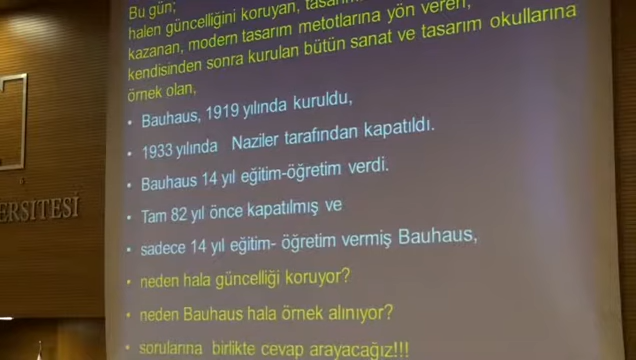 Bu gün;
halen güncelliğini koruyan,
kazanan, modern tasarım metotlarına yön veren,
kendisinden sonra kurulan bütün sanat ve tasarım okullarına
örnek olan,
• Bauhaus, 1919 yılında kuruldu,
• 1933 yılında Naziler tarafından kapatıldı.
• Bauhaus 14 yıl eğitim-öğretim verdi.
• Tam 82 yıl önce kapatılmış ve
• sadece 14 yıl eğitim- öğretim vermiş Bauhaus,
• neden hala güncelliği koruyor?
• neden Bauhaus hala örnek alınıyor?
• sorularına birlikte cevap arayacağız!!!
ERSİTESİ